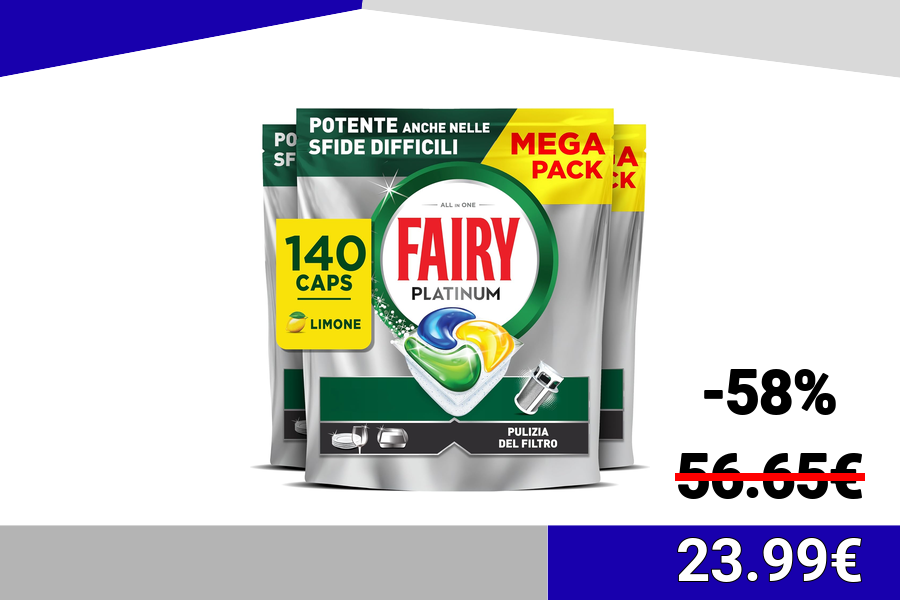 POTENTE ANCHE NELLE
SFIDE DIFFICILI
MEGA
PACK
ALL IN ONE
FAIRY
PLATINUM
140
CAPS
LIMONE
PULIZIA
DEL FILTRO
-58%
56.65€
23.99€